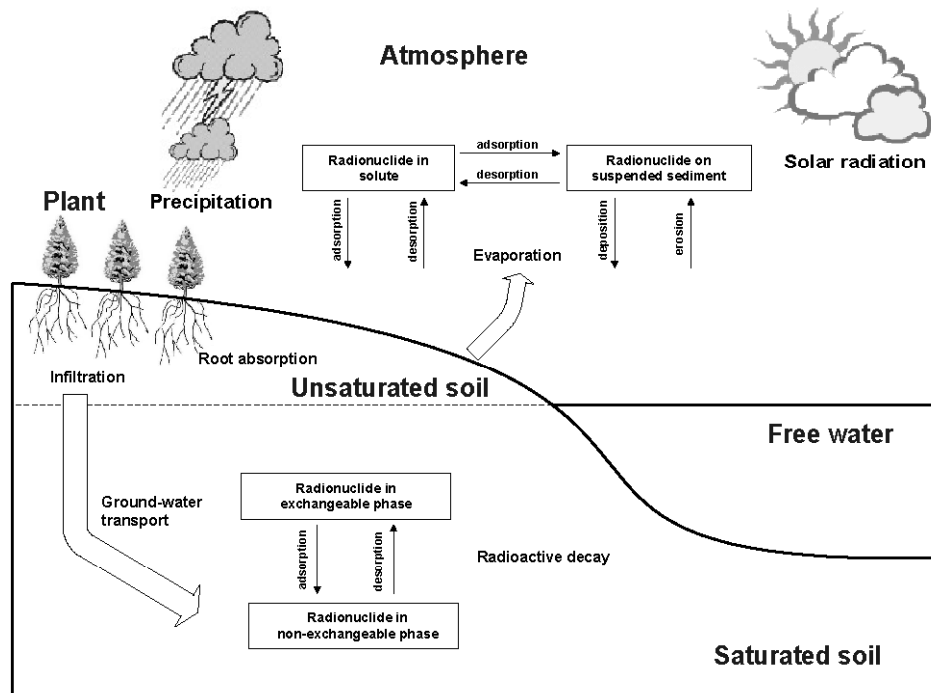 Atmosphere
Solar radiation
Precipitation
Plant
Radionuclide in
solute
adsorption
desorption
Radionuclide on
suspended sediment
adsorption
desorption
deposition
erosion
Evaporation
Root absorption
Infiltration
Unsaturated soil
Free water
Ground-water
transport
Radionuclide in
exchangeable phase
adsorption
desorption
Radioactive decay
Radionuclide in
non-exchangeable phase
Saturated soil